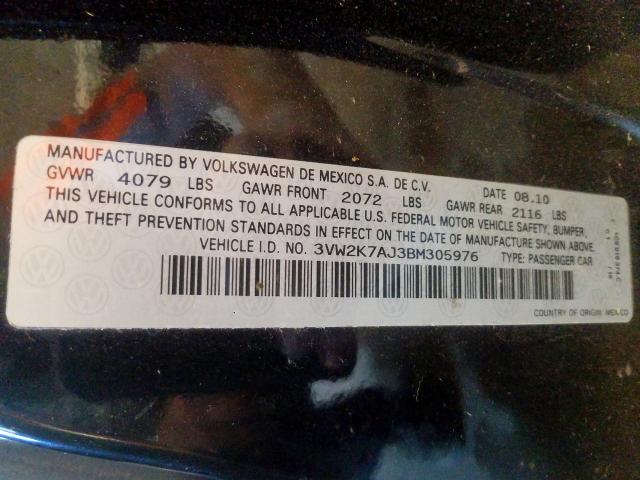 MANUFACTURED BY VOLKSWAGEN DE MEXICO S.A. DE C.V. DATE 08.10
GVWR 4079 LBS GAWR FRONT 2072 LBS GAWR REAR 2116 LBS
THIS VEHICLE CONFORMS TO ALL APPLICABLE U.S. FEDERAL MOTOR VEHICLE SAFETY, BUMPER,
AND THEFT PREVENTION STANDARDS IN EFFECT ON THE DATE OF MANUFACTURE SHOWN ABOVE.
VEHICLE I.D. NO. 3VW2K7AJ3BM305976 TYPE: PASSENGER CAR
COUNTRY OF ORIGIN: MEXICO